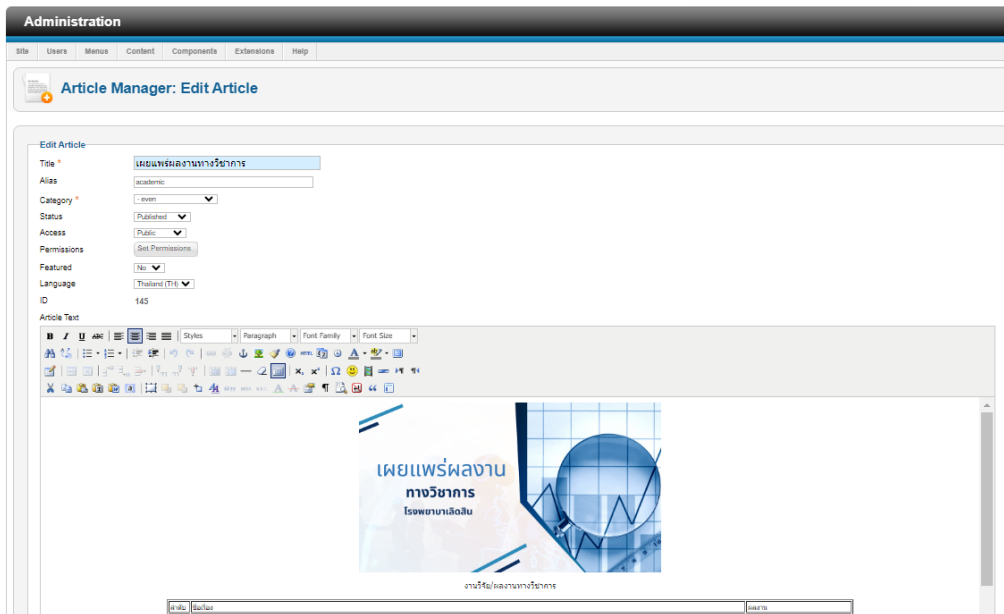 Administration
Site Users Menus Content Components Extensions Help
Article Manager: Edit Article
Edit Article
Title * เผยแพร่ผลงานทางวิชาการ
Alias academic
Category * - even
Status Published
Access Public
Permissions Set Permissions
Featured No
Language Thailand (TH)
ID 145
Article Text
B I U ABC Styles Paragraph Font Family Font Size
HTML
เผยแพร่ผลงาน
ทางวิชาการ
โรงพยาบาลเลิดสิน
งานวิจัย/ผลงานทางวิชาการ
ลำดับ ชื่อเรื่อง ผลงาน